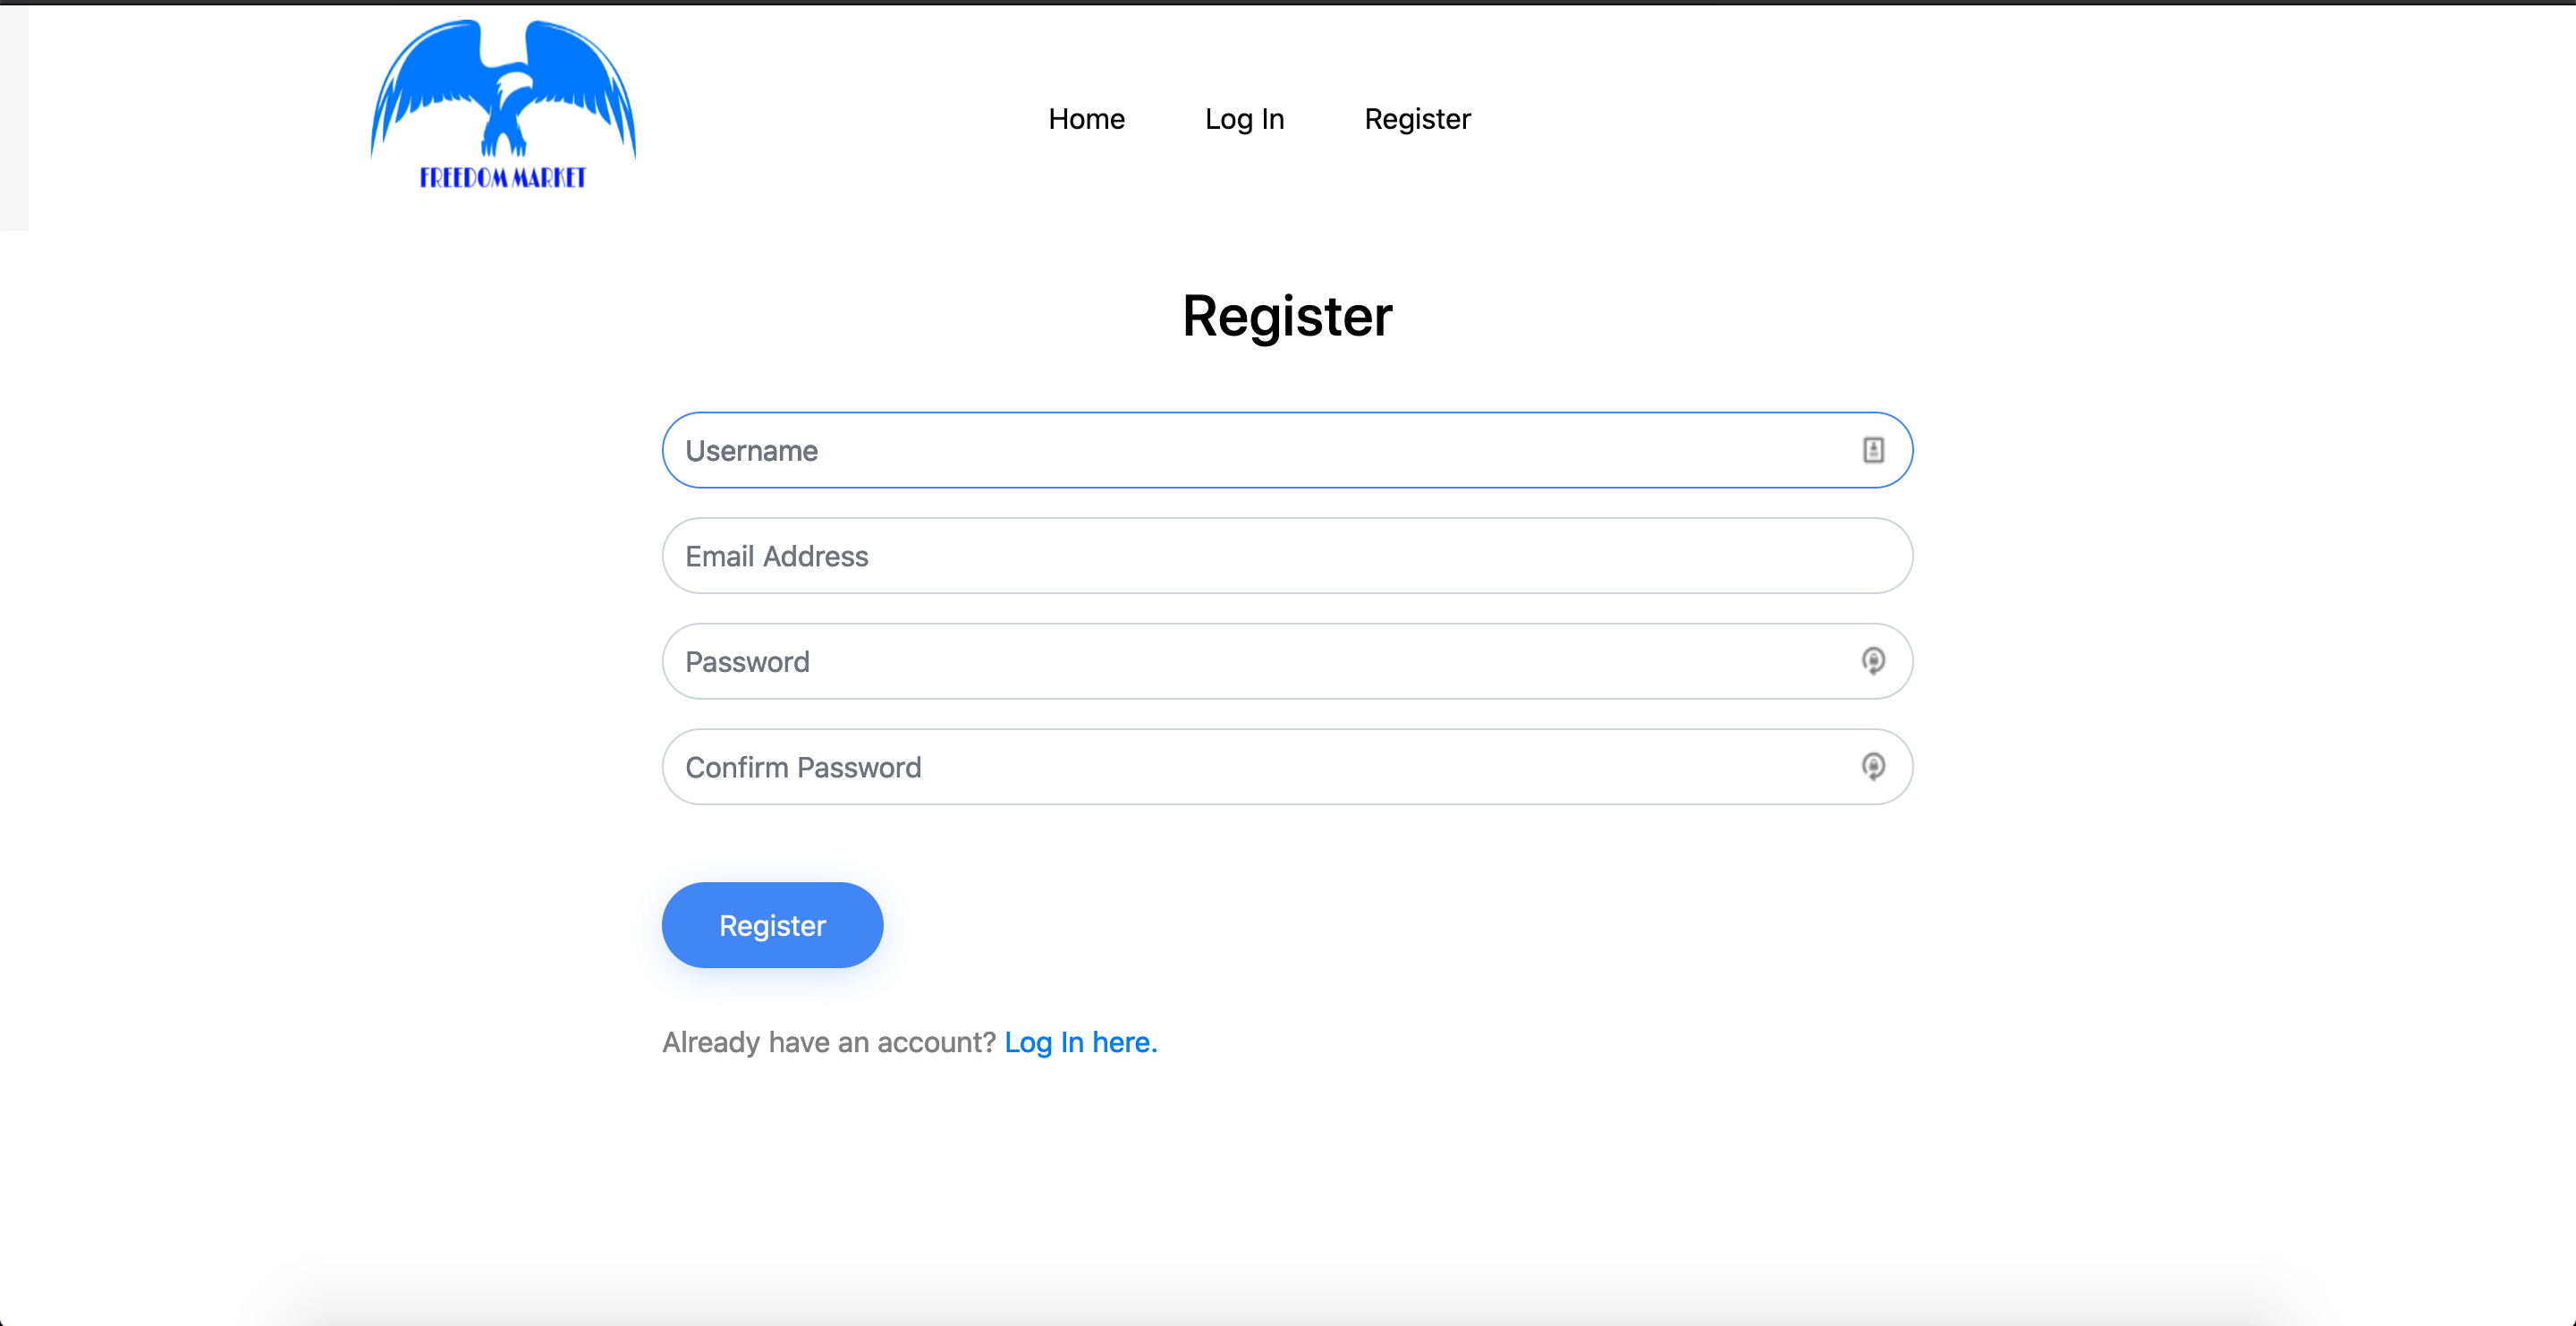 FREEDOM MARKET
Home Log In Register
Register
Username
Email Address
Password
Confirm Password
Register
Already have an account? Log In here.